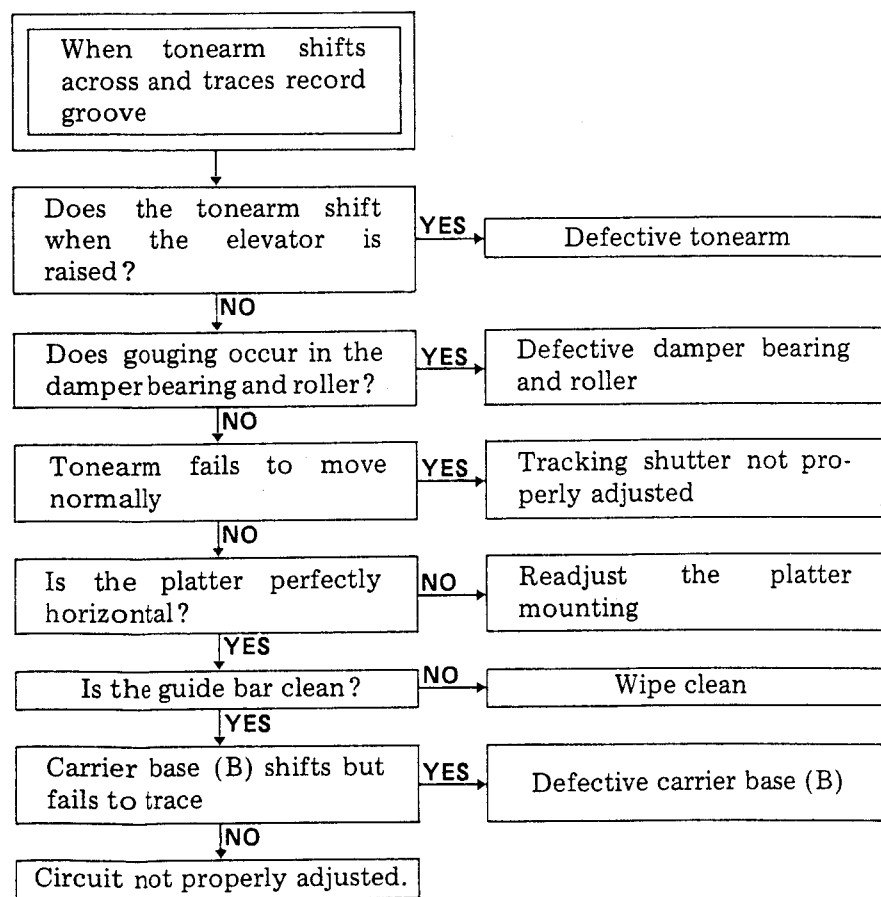 When tonearm shifts
across and traces record
groove
Does the tonearm shift
when the elevator is
raised?
YES
Defective tonearm
NO
Does gouging occur in the
damper bearing and roller?
YES
Defective damper bearing
and roller
NO
Tonearm fails to move
normally
YES
Tracking shutter not pro-
perly adjusted
NO
Is the platter perfectly
horizontal?
NO
Readjust the platter
mounting
YES
Is the guide bar clean?
NO
Wipe clean
YES
Carrier base (B) shifts but
fails to trace
YES
Defective carrier base (B)
NO
Circuit not properly adjusted.